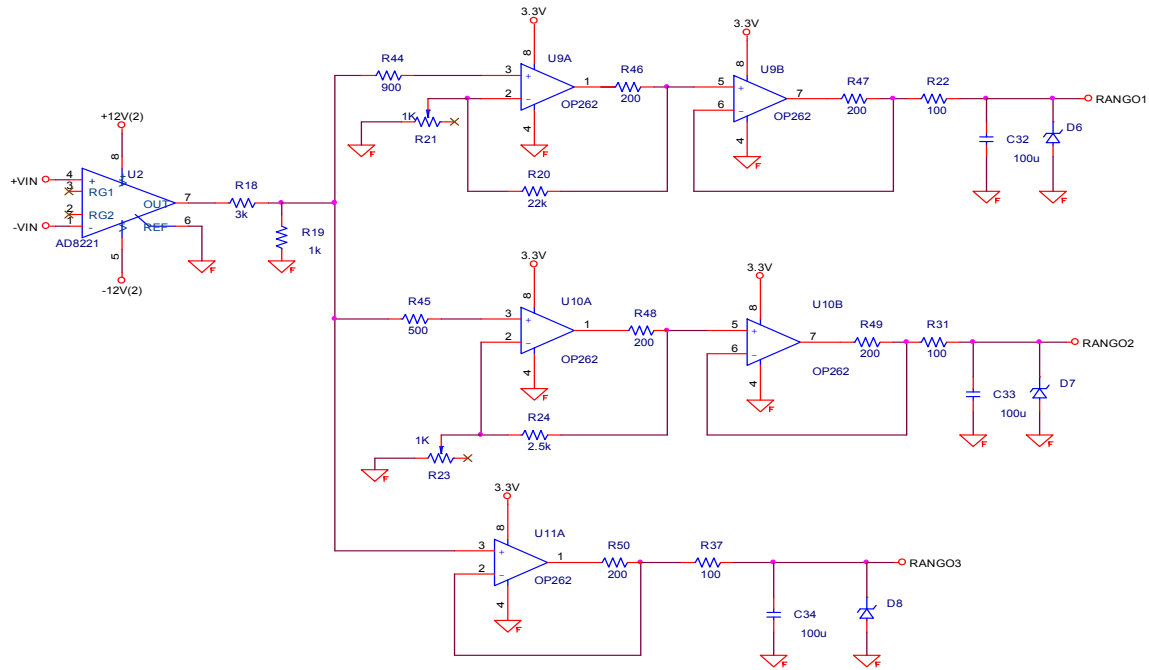 3.3V
3.3V
R44
900
3
2
8
4
1
U9A
OP262
R46
200
5
6
8
4
7
U9B
OP262
R47
200
R22
100
RANGO1
C32
100u
D6
F
F
1K
R21
F
F
F
R20
22k
+12V(2)
8
U2
+VIN
4
3
RG1
2
RG2
-VIN
1
+
-
OUT
7
REF
6
AD8221
5
-12V(2)
F
R18
3k
R19
1k
F
3.3V
3.3V
R45
500
3
2
8
4
1
U10A
OP262
R48
200
5
6
8
4
7
U10B
OP262
R49
200
R31
100
RANGO2
C33
100u
D7
F
F
F
F
R24
2.5k
1K
R23
F
3.3V
3
2
8
4
1
U11A
OP262
R50
200
R37
100
RANGO3
C34
100u
D8
F
F
F